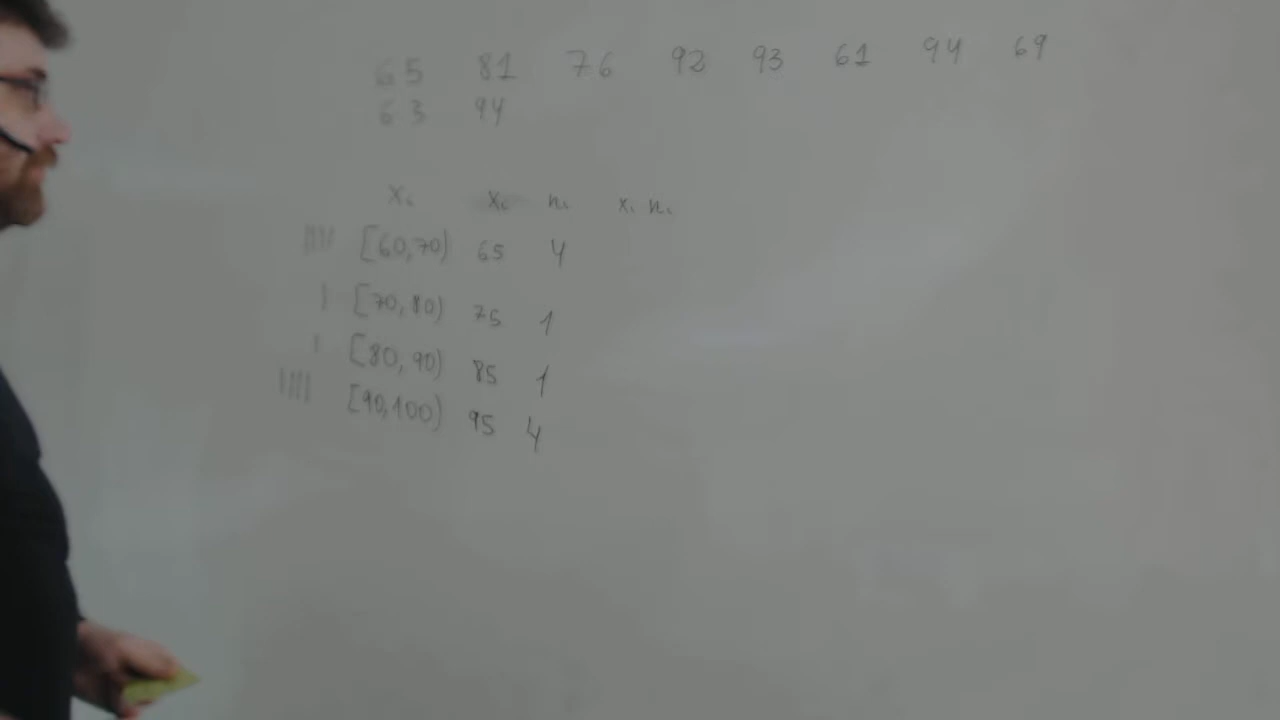 65 81 76 92 93 61 94 69
63 94
xᵢ xᵢ nᵢ xᵢ nᵢ
|||| [60,70) 65 4
| [70,80) 75 1
| [80,90) 85 1
|||| [90,100) 95 4